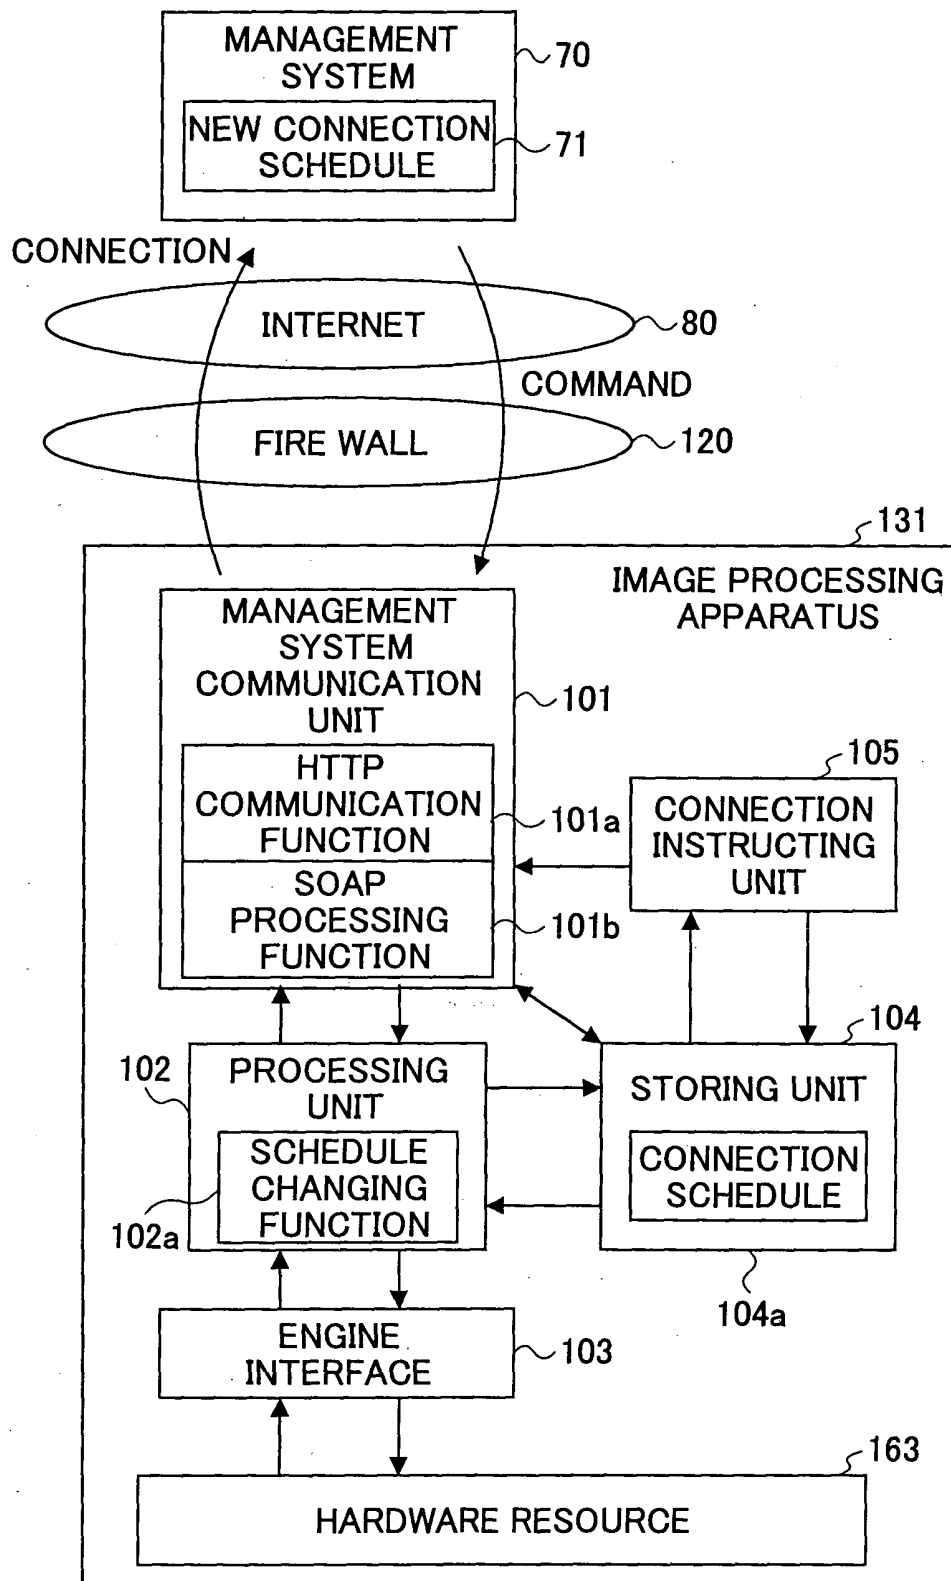 MANAGEMENT
SYSTEM
70
NEW CONNECTION
SCHEDULE
71
CONNECTION
INTERNET
80
COMMAND
FIRE WALL
120
131
IMAGE PROCESSING
APPARATUS
MANAGEMENT
SYSTEM
COMMUNICATION
UNIT
101
HTTP
COMMUNICATION
FUNCTION
101a
SOAP
PROCESSING
FUNCTION
101b
105
CONNECTION
INSTRUCTING
UNIT
102
PROCESSING
UNIT
SCHEDULE
CHANGING
FUNCTION
102a
104
STORING UNIT
CONNECTION
SCHEDULE
104a
ENGINE
INTERFACE
103
163
HARDWARE RESOURCE